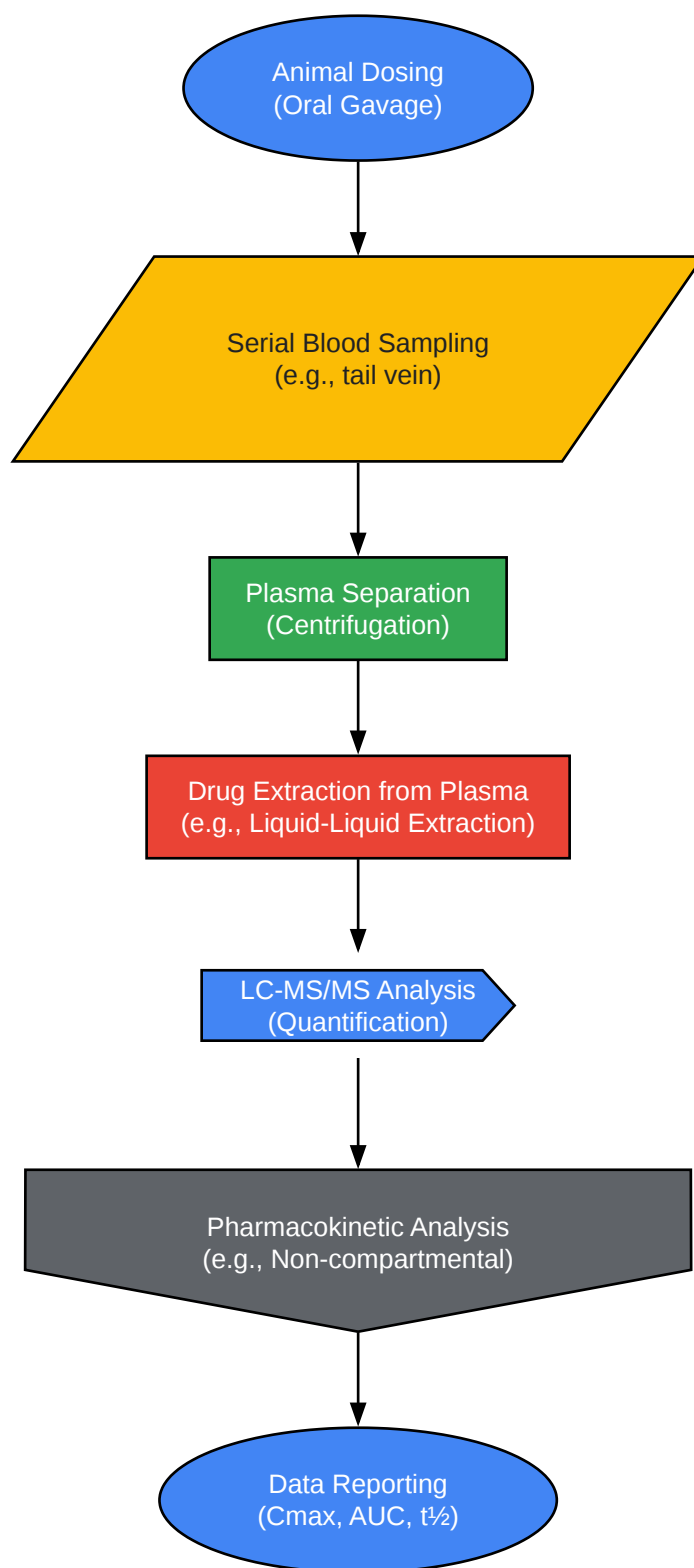 Animal Dosing
(Oral Gavage)
Serial Blood Sampling
(e.g., tail vein)
Plasma Separation
(Centrifugation)
Drug Extraction from Plasma
(e.g., Liquid-Liquid Extraction)
LC-MS/MS Analysis
(Quantification)
Pharmacokinetic Analysis
(e.g., Non-compartmental)
Data Reporting
(Cmax, AUC, t½)